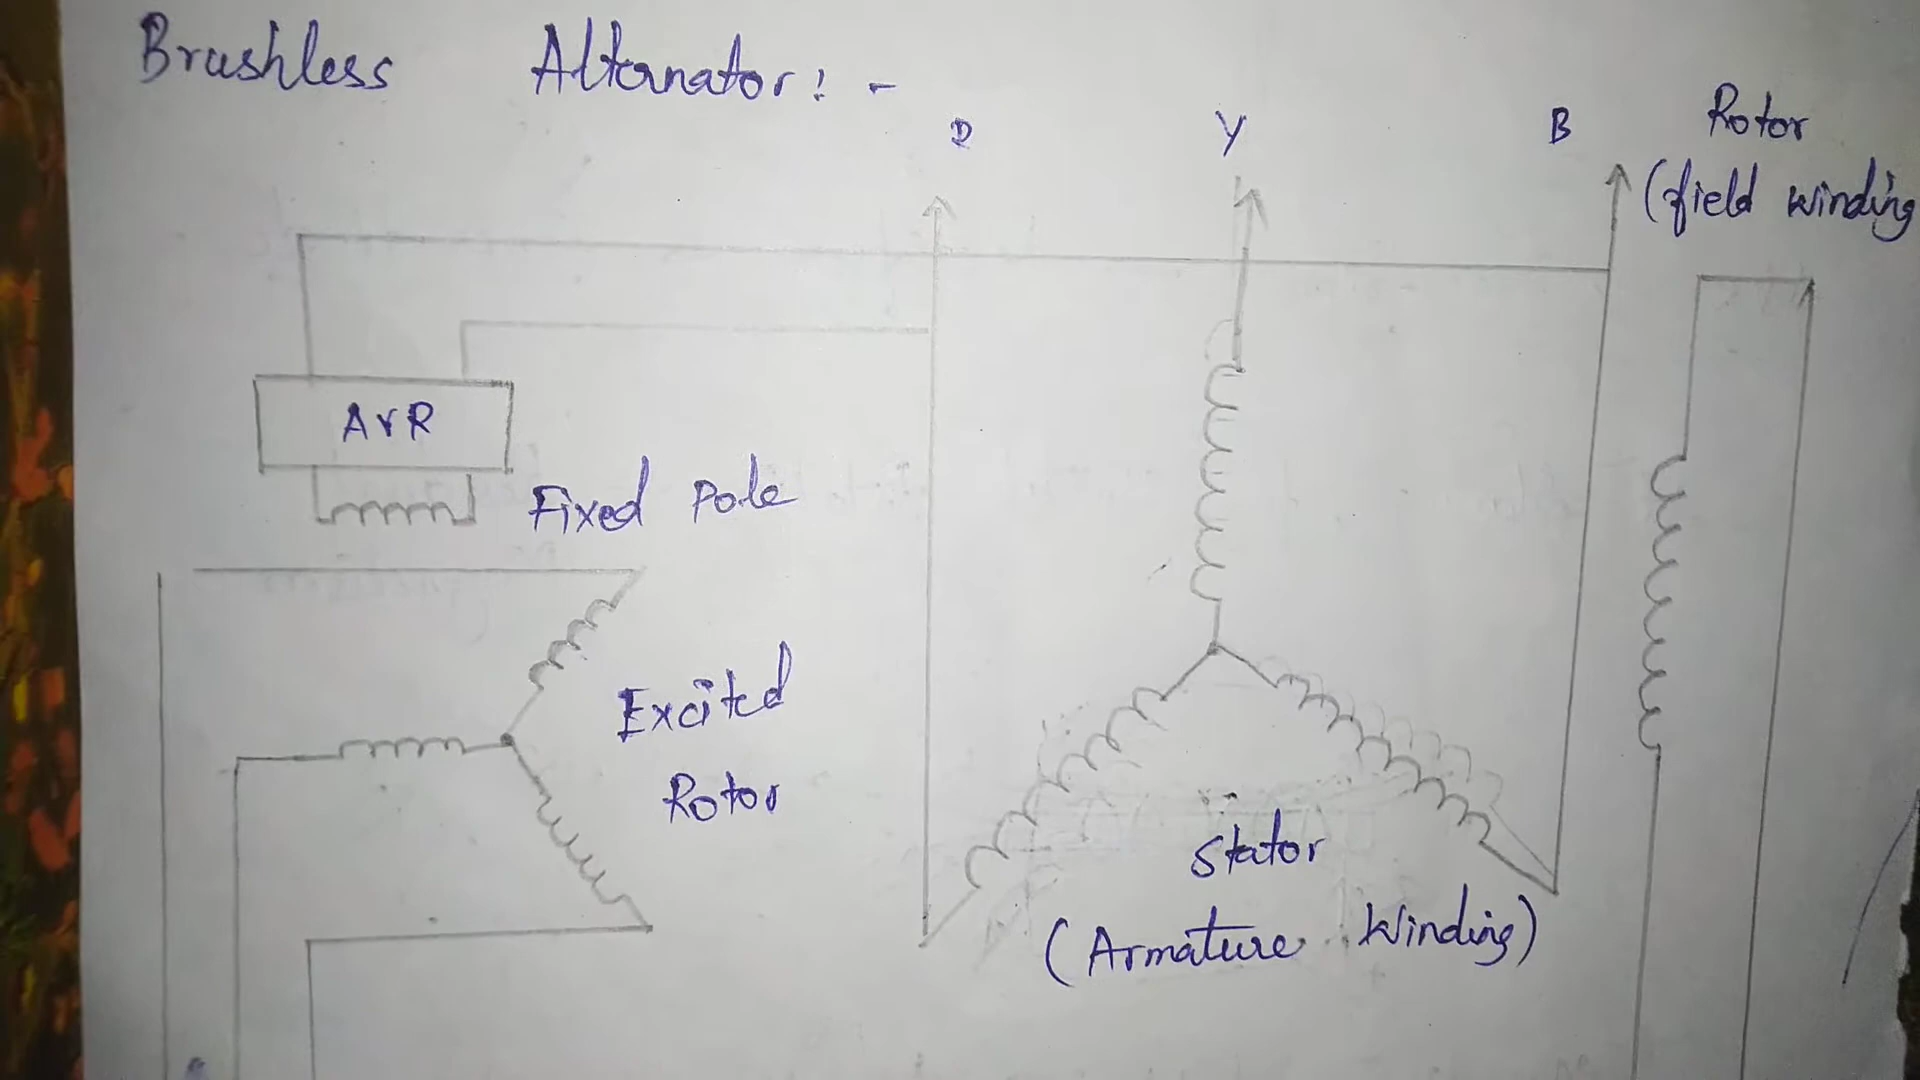 Brushless Alternator:-
R Y B
Rotor
(field winding
AVR
Fixed Pole
Excited
Rotor
Stator
(Armature Winding)